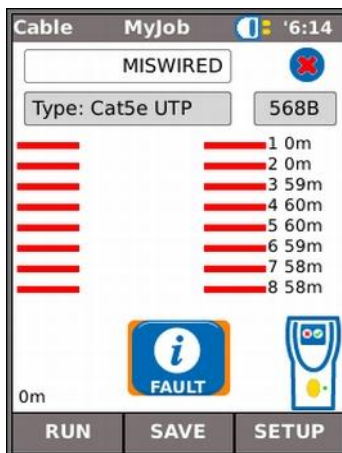 Cable MyJob '6:14
MISWIRED
Type: Cat5e UTP 568B
1 0m
2 0m
3 59m
4 60m
5 60m
6 59m
7 58m
8 58m
i
FAULT
0m
RUN SAVE SETUP